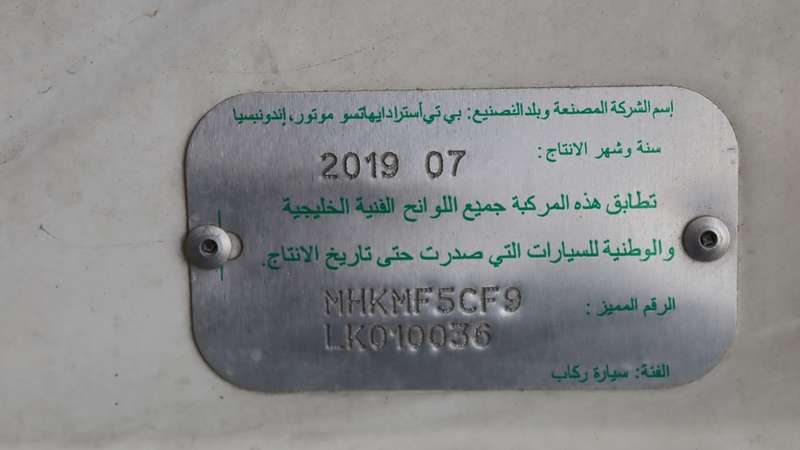 إسم الشركة المصنعة وبلد التصنيع: بي تي أسترا دايهاتسو موتور، إندونيسيا
سنة وشهر الانتاج: 2019 07
تطابق هذه المركبة جميع اللوائح الفنية الخليجية
والوطنية للسيارات التي صدرت حتى تاريخ الانتاج.
الرقم المميز : MHKMF5CF9
LK010036
الفئة: سيارة ركاب